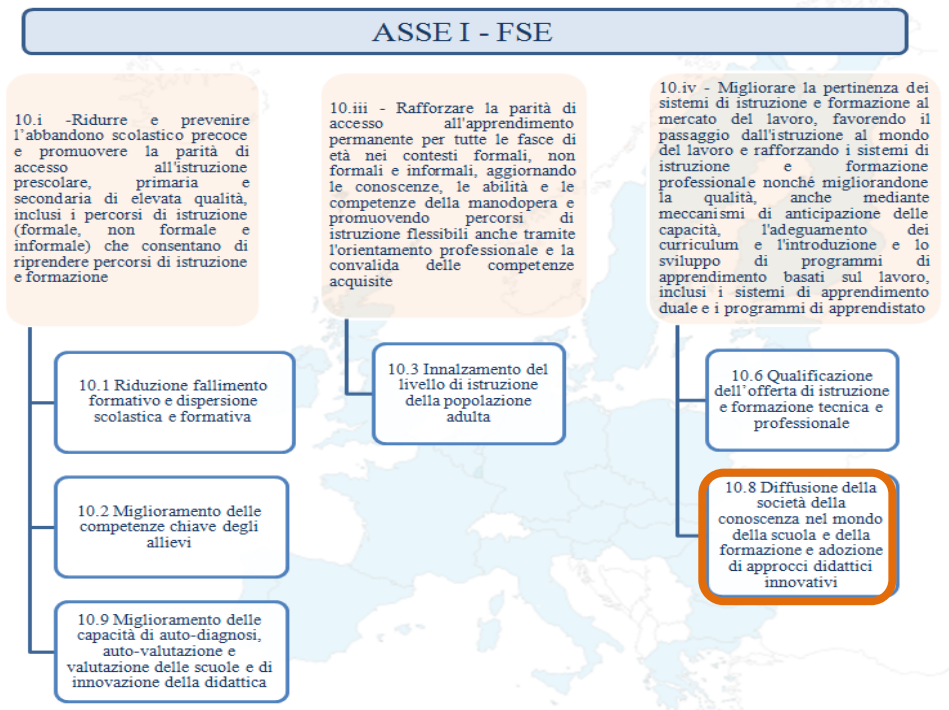 ASSE I - FSE
10.i -Ridurre e prevenire
l'abbandono scolastico precoce
e promuovere la parità di
accesso all'istruzione
prescolare, primaria e
secondaria di elevata qualità,
inclusi i percorsi di istruzione
(formale, non formale e
informale) che consentano di
riprendere percorsi di istruzione
e formazione
10.1 Riduzione fallimento
formativo e dispersione
scolastica e formativa
10.2 Miglioramento delle
competenze chiave degli
allievi
10.9 Miglioramento delle
capacità di auto-diagnosi,
auto-valutazione e
valutazione delle scuole e di
innovazione della didattica
10.iii - Rafforzare la parità di
accesso all'apprendimento
permanente per tutte le fasce di
età nei contesti formali, non
formali e informali, aggiornando
le conoscenze, le abilità e le
competenze della manodopera e
promuovendo percorsi di
istruzione flessibili anche tramite
l'orientamento professionale e la
convalida delle competenze
acquisite
10.3 Innalzamento del
livello di istruzione
della popolazione
adulta
10.iv - Migliorare la pertinenza dei
sistemi di istruzione e formazione al
mercato del lavoro, favorendo il
passaggio dall'istruzione al mondo
del lavoro e rafforzando i sistemi di
istruzione e formazione
professionale nonché migliorandone
la qualità, anche mediante
meccanismi di anticipazione delle
capacità, l'adeguamento dei
curriculum e l'introduzione e lo
sviluppo di programmi di
apprendimento basati sul lavoro,
inclusi i sistemi di apprendimento
duale e i programmi di apprendistato
10.6 Qualificazione
dell'offerta di istruzione
e formazione tecnica e
professionale
10.8 Diffusione della
società della
conoscenza nel mondo
della scuola e della
formazione e adozione
di approcci didattici
innovativi